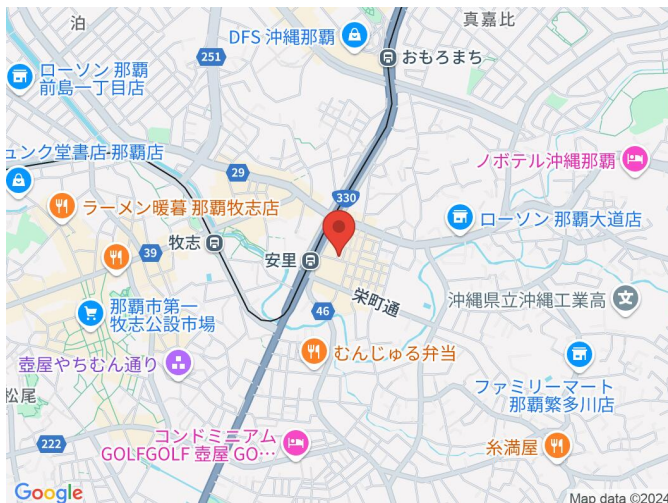 泊
真嘉比
DFS 沖縄那覇
251
おもろまち
ローソン 那覇
前島一丁目店
ュンク堂書店 那覇店
29
ノボテル沖縄那覇
330
ラーメン暖暮 那覇牧志店
ローソン 那覇大道店
牧志
39
安里
栄町通
那覇市第一
牧志公設市場
46
沖縄県立沖縄工業高
むんじゅる弁当
壺屋やちむん通り
ファミリーマート
那覇繁多川店
松尾
222
コンドミニアム
GOLFGOLF 壺屋 GO…
糸満屋
Google
Map data ©2024